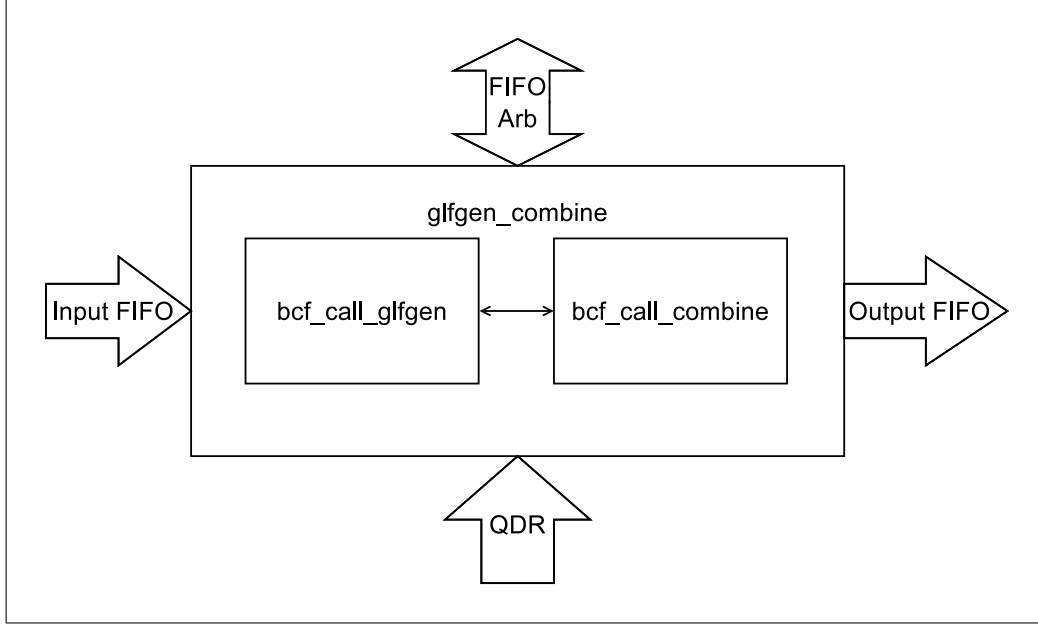 FIFO
Arb
glfgen_combine
Input FIFO
bcf_call_glfgen
bcf_call_combine
Output FIFO
QDR